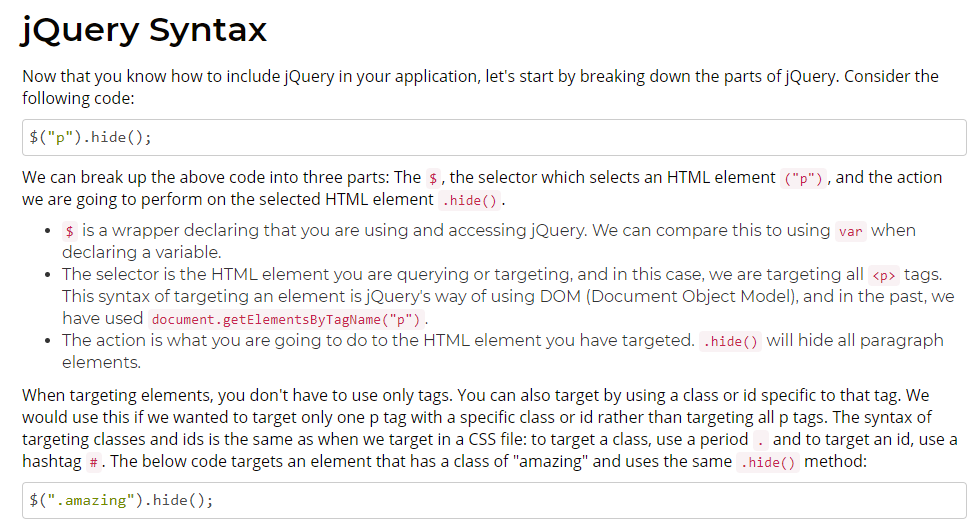 jQuery Syntax
Now that you know how to include jQuery in your application, let's start by breaking down the parts of jQuery. Consider the
following code:
$("p").hide();
We can break up the above code into three parts: The $, the selector which selects an HTML element ("p"), and the action
we are going to perform on the selected HTML element .hide().
• $ is a wrapper declaring that you are using and accessing jQuery. We can compare this to using var when
declaring a variable.
• The selector is the HTML element you are querying or targeting, and in this case, we are targeting all <p> tags.
This syntax of targeting an element is jQuery's way of using DOM (Document Object Model), and in the past, we
have used document.getElementsByTagName("p").
• The action is what you are going to do to the HTML element you have targeted. .hide() will hide all paragraph
elements.
When targeting elements, you don't have to use only tags. You can also target by using a class or id specific to that tag. We
would use this if we wanted to target only one p tag with a specific class or id rather than targeting all p tags. The syntax of
targeting classes and ids is the same as when we target in a CSS file: to target a class, use a period . and to target an id, use a
hashtag #. The below code targets an element that has a class of "amazing" and uses the same .hide() method:
$(".amazing").hide();